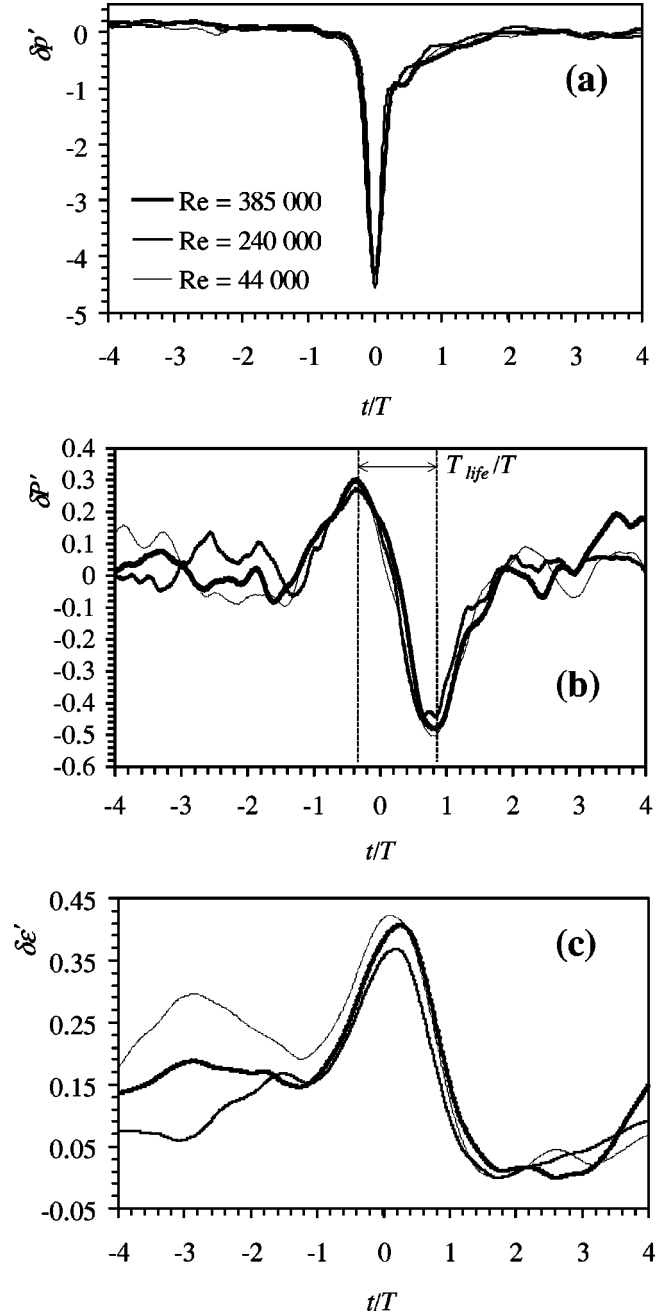 δp′
0
-1
-2
-3
-4
-5
(a)
Re = 385 000
Re = 240 000
Re = 44 000
-4 -3 -2 -1 0 1 2 3 4
t/T
δP′
0.4
0.3
0.2
0.1
0
-0.1
-0.2
-0.3
-0.4
-0.5
-0.6
T life /T
(b)
-4 -3 -2 -1 0 1 2 3 4
t/T
δε′
0.45
0.35
0.25
0.15
0.05
-0.05
(c)
-4 -3 -2 -1 0 1 2 3 4
t/T